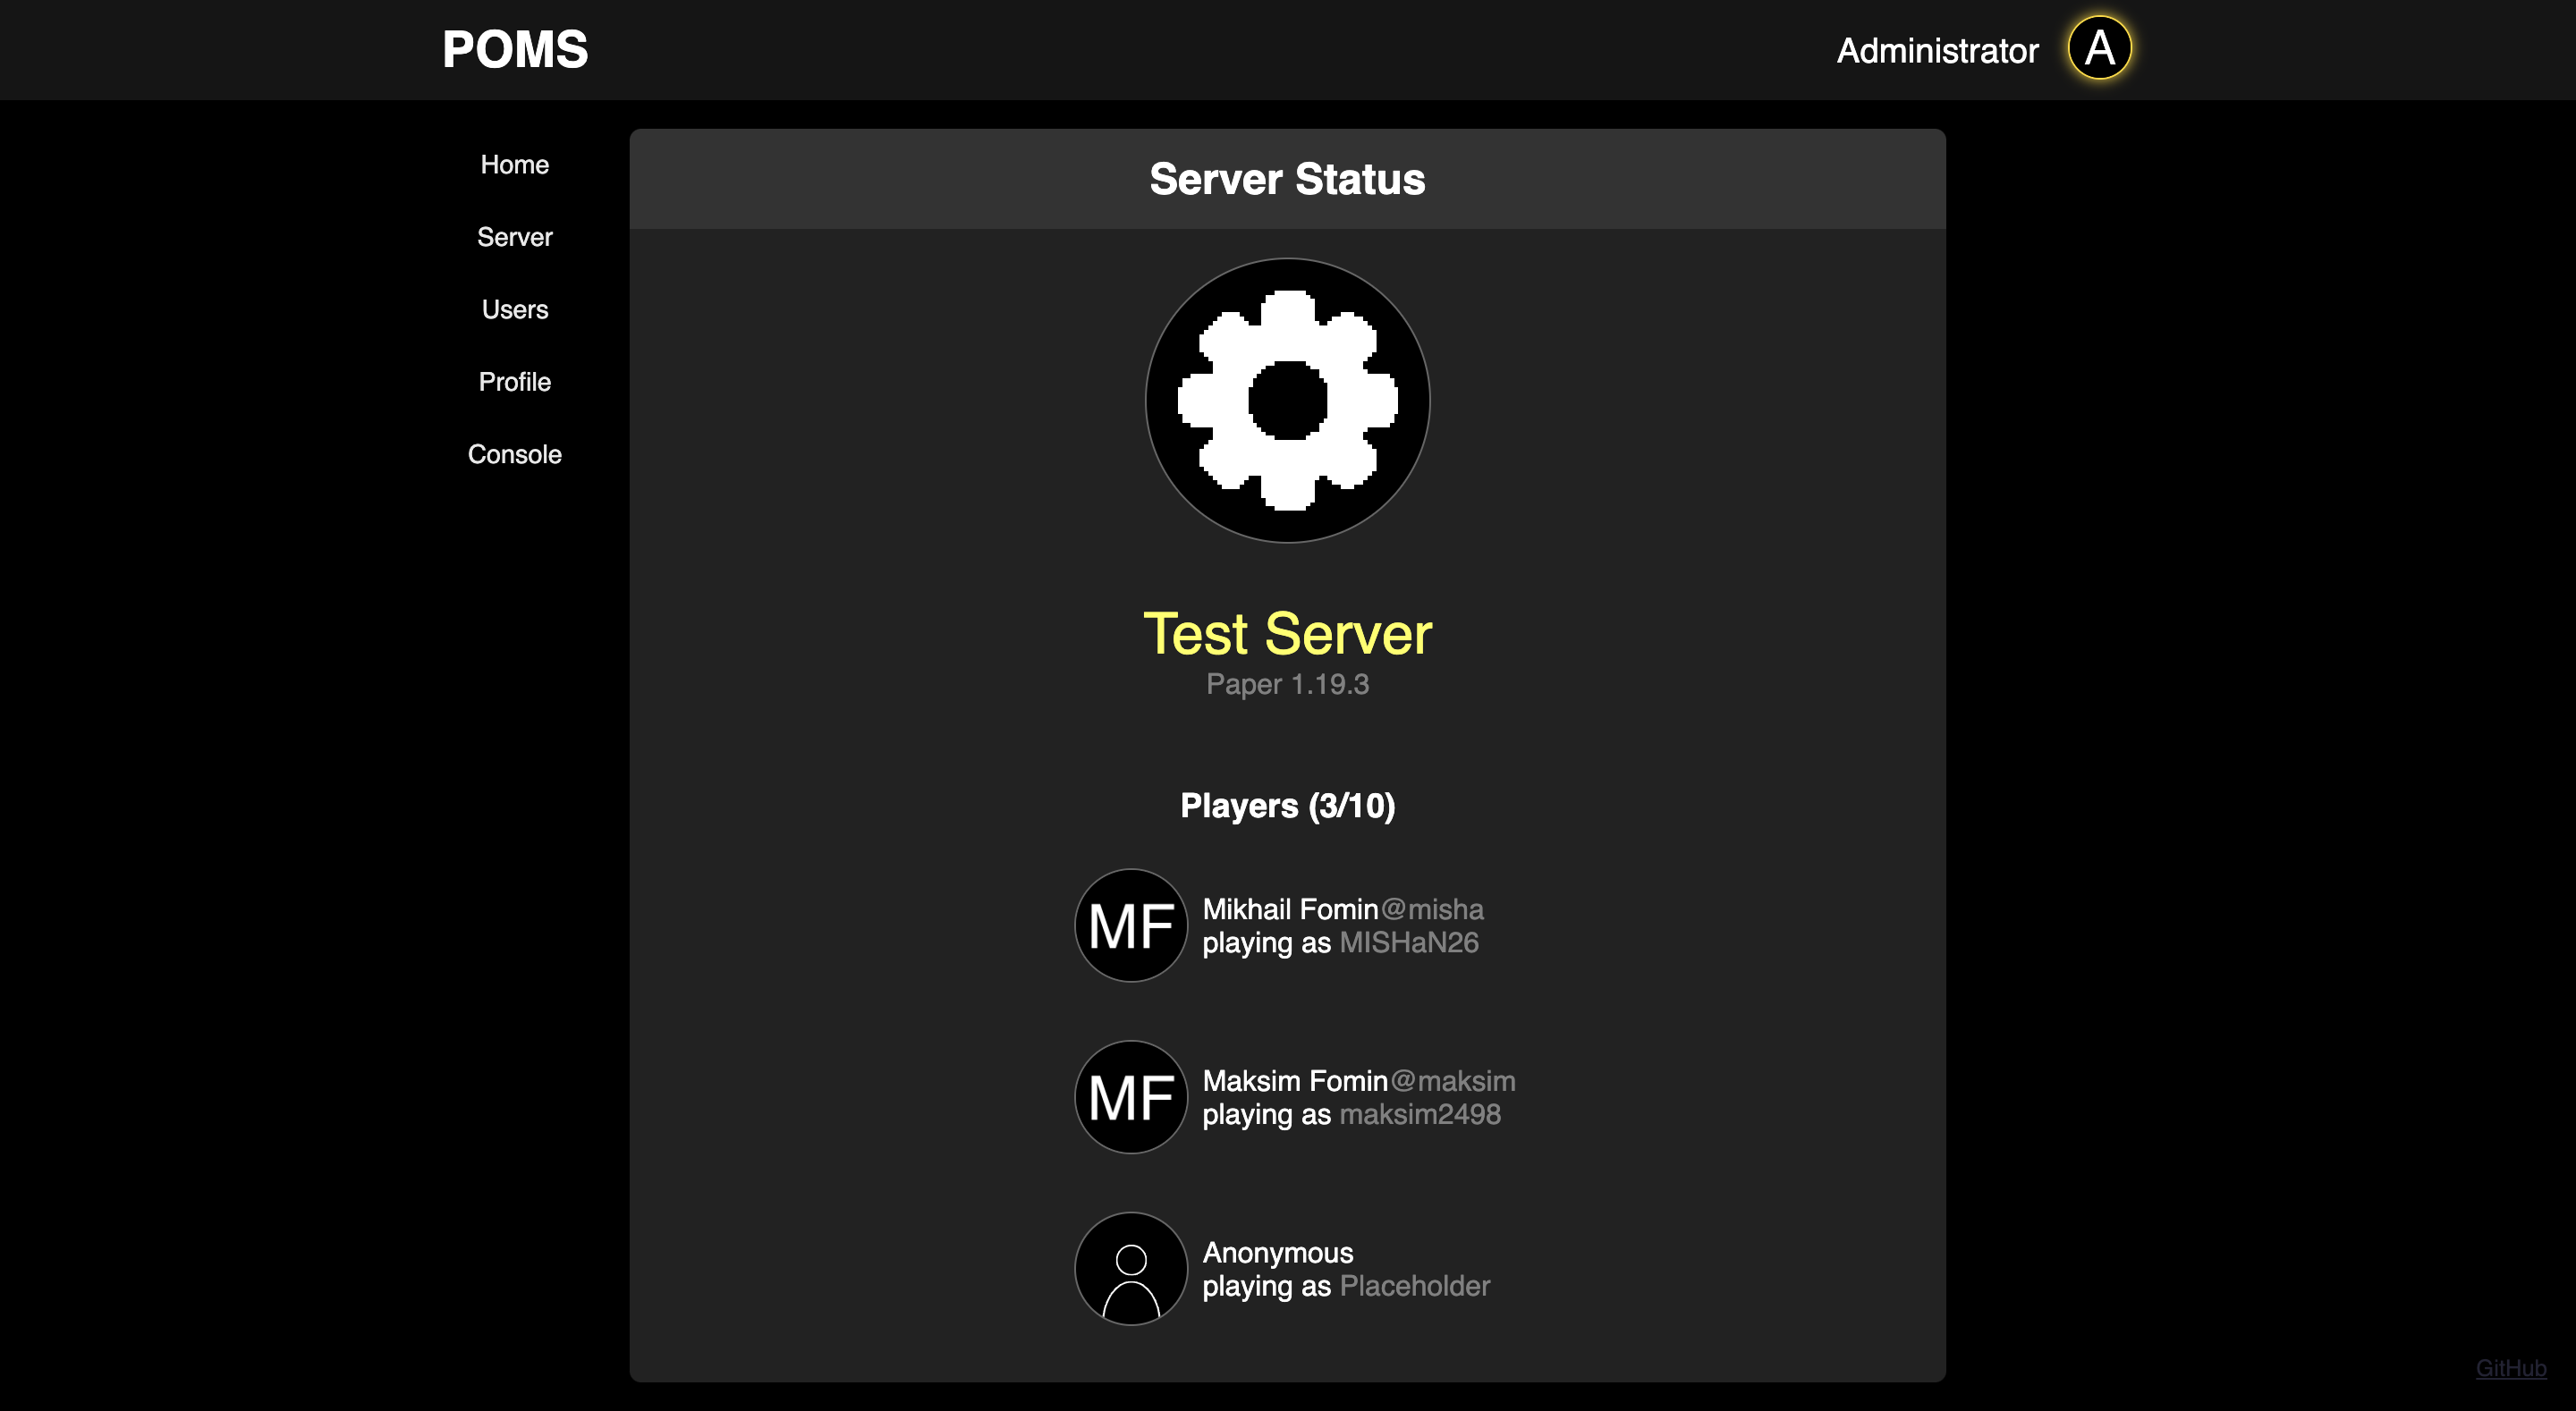 POMS
Administrator
A
Home
Server
Users
Profile
Console
Server Status
Test Server
Paper 1.19.3
Players (3/10)
MF
Mikhail Fomin@misha
playing as MISHaN26
MF
Maksim Fomin@maksim
playing as maksim2498
Anonymous
playing as Placeholder
GitHub